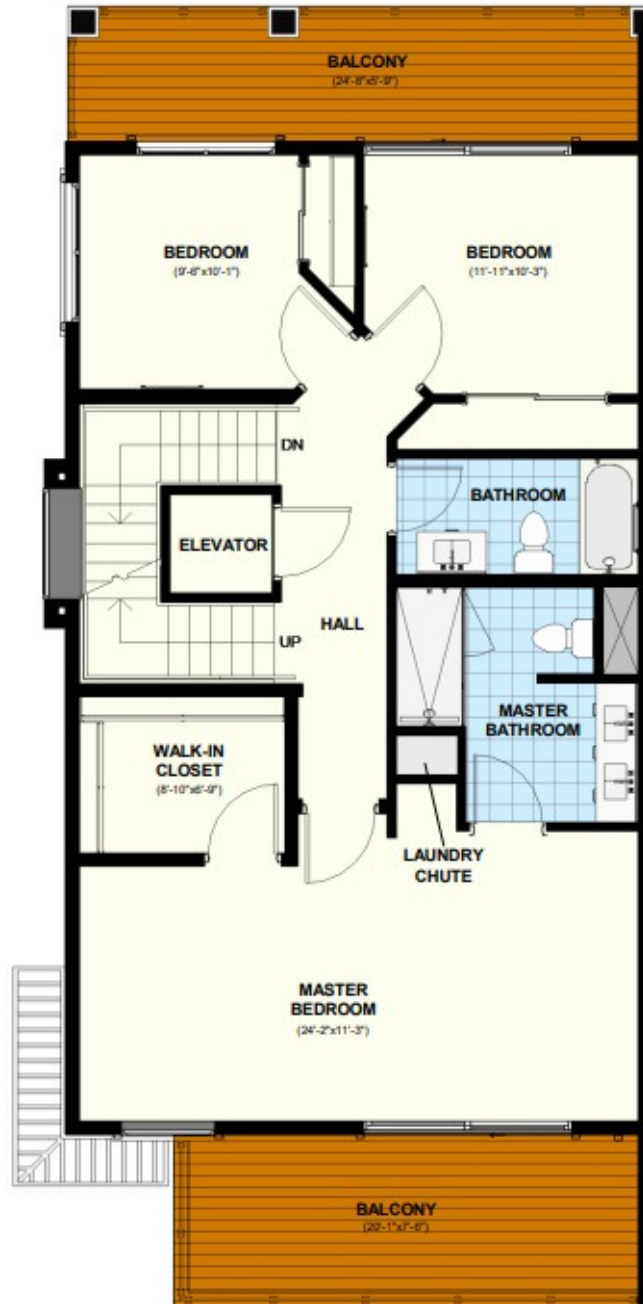 BALCONY
(24'-8"x5'-9")
BEDROOM
(9'-6"x10'-1")
BEDROOM
(11'-11"x10'-3")
DN
BATHROOM
ELEVATOR
HALL
UP
MASTER
BATHROOM
WALK-IN
CLOSET
(8'-10"x6'-9")
LAUNDRY
CHUTE
MASTER
BEDROOM
(24'-2"x11'-3")
BALCONY
(20'-1"x7'-6")